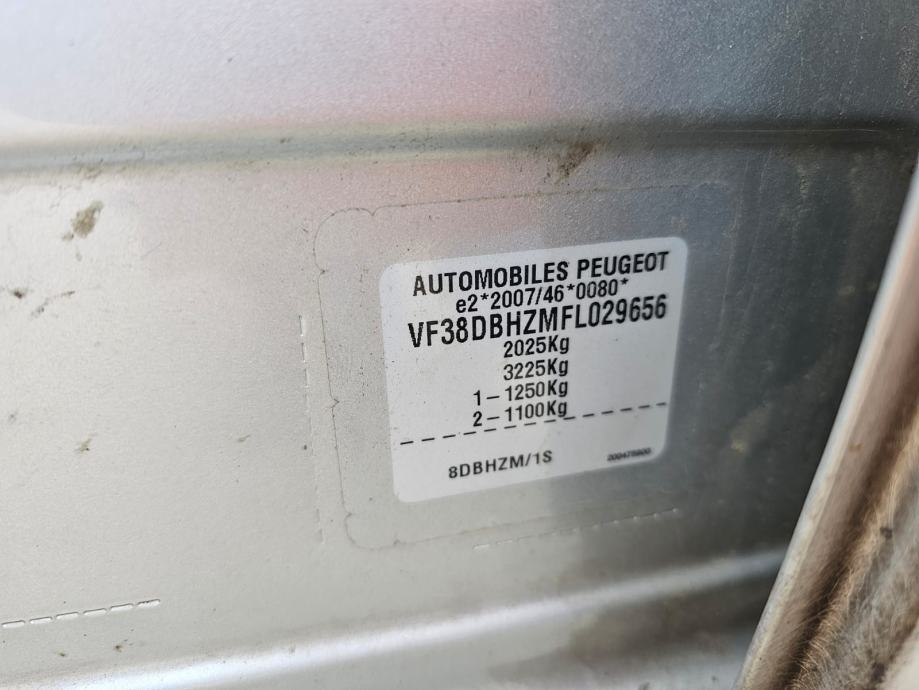 AUTOMOBILES PEUGEOT
e2*2007/46*0080*
VF38DBHZMFL029656
2025Kg
3225Kg
1-1250Kg
2-1100Kg
8DBHZM/1S